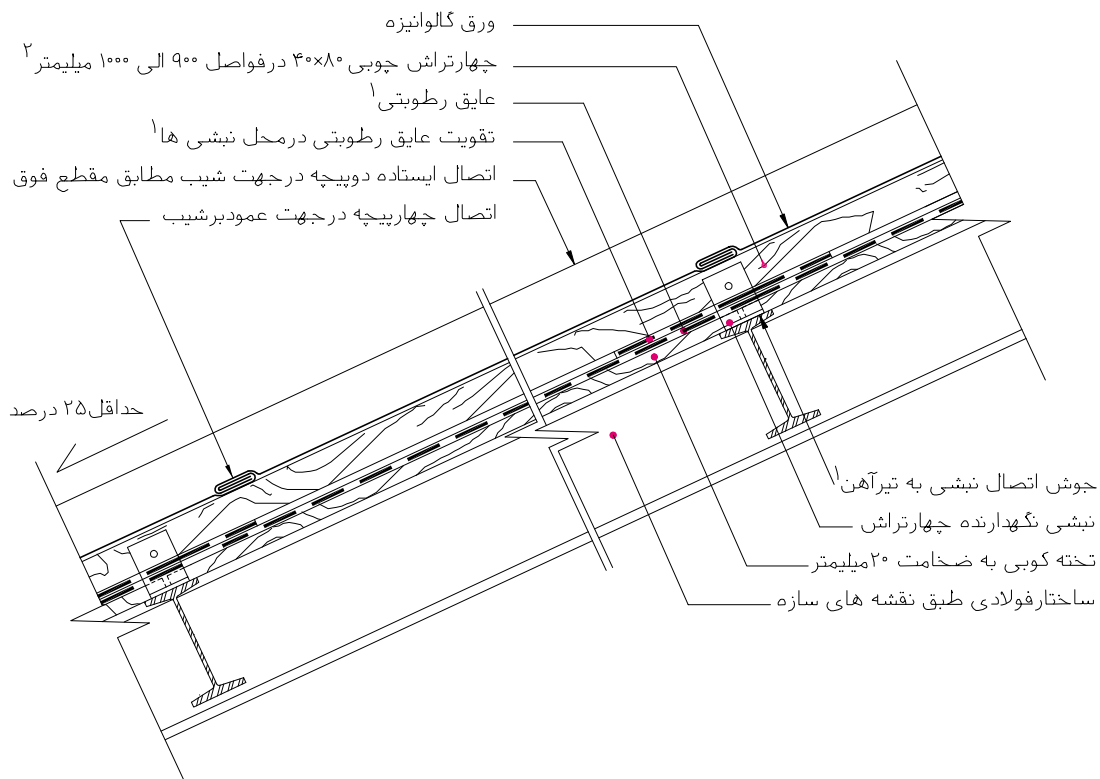 ورق گالوانیزه
چهارتراش چوبی ۸۰×۴۰ درفواصل ۹۰۰ الی ۱۰۰۰ میلیمتر۲
عایق رطوبتی۱
تقویت عایق رطوبتی درمحل نبشی ها۱
اتصال ایستاده دوپیچه درجهت شیب مطابق مقطع فوق
اتصال چهارپیچه درجهت عمودبرشیب
حداقل ۲۵ درصد
جوش اتصال نبشی به تیرآهن۱
نبشی نگهدارنده چهارتراش
تخته کوبی به ضخامت ۲۰میلیمتر
ساختارفولادی طبق نقشه های سازه